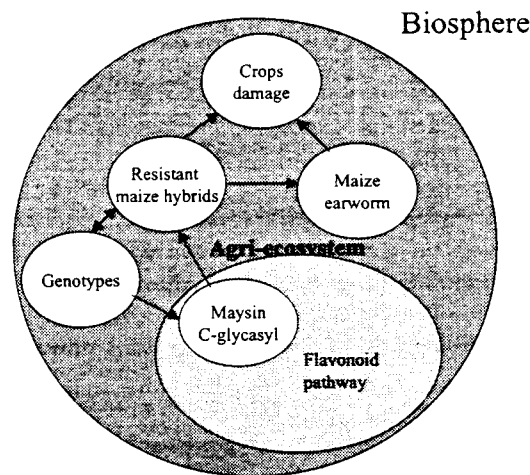 Biosphere
Crops
damage
Resistant
maize hybrids
Maize
earworm
Agri-ecosystem
Genotypes
Maysin
C-glycasyl
Flavonoid
pathway